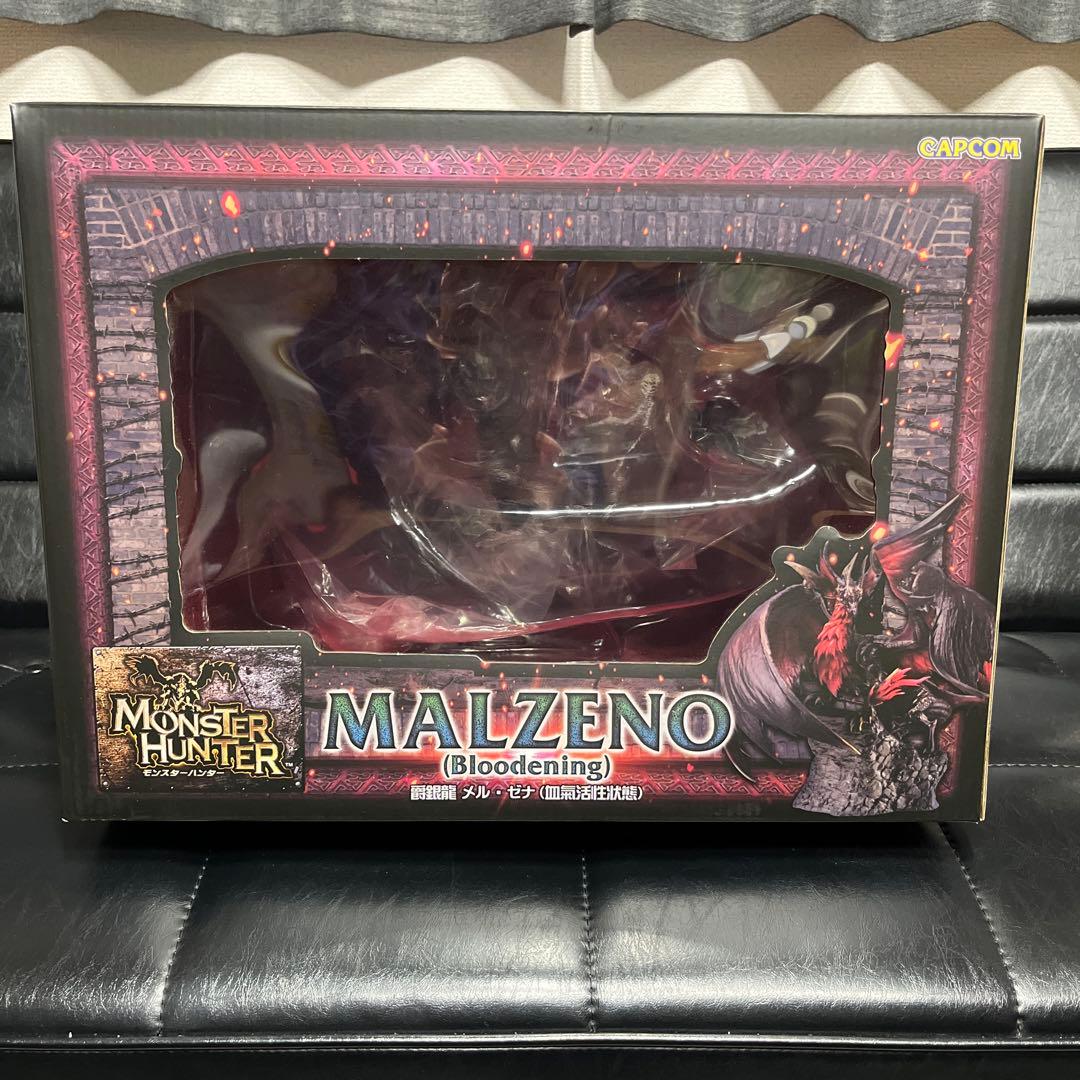 CAPCOM
MONSTER
HUNTER™
モンスターハンター
MALZENO
(Bloodening)
爵銀龍 メル・ゼナ(血氣活性状態)